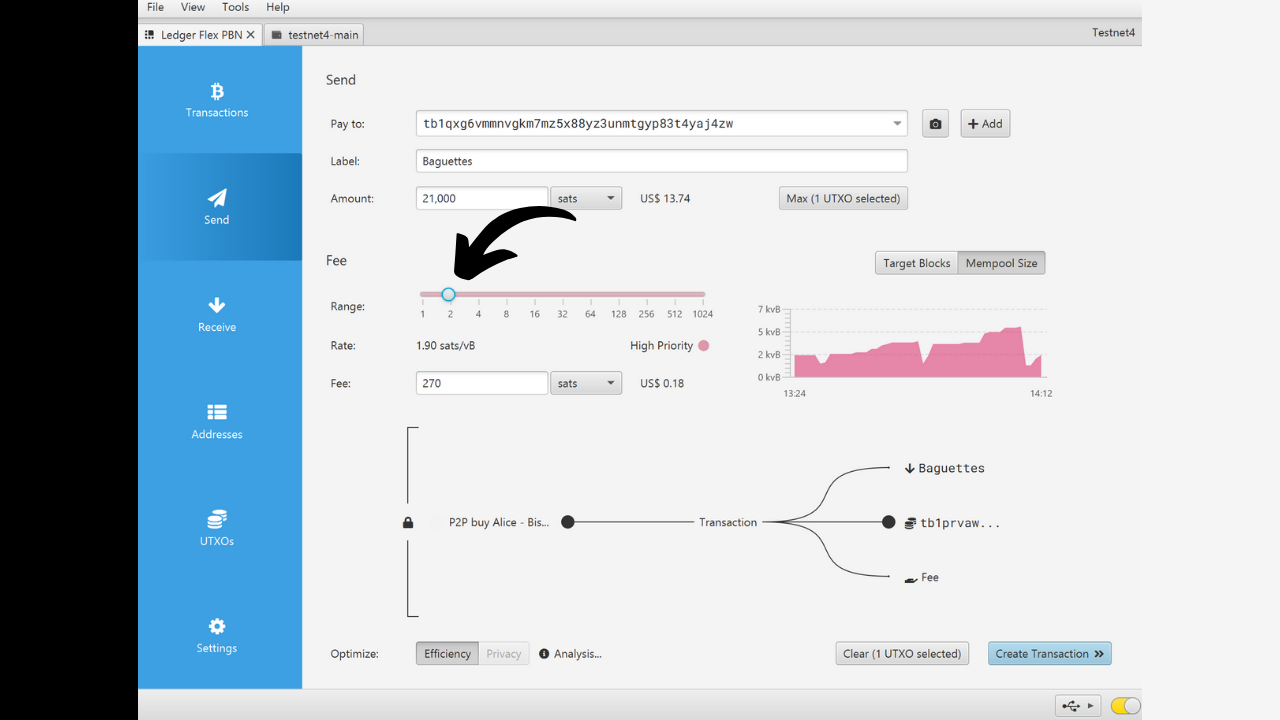 File View Tools Help
Ledger Flex PBN testnet4-main Testnet4
Transactions
Send
Receive
Addresses
UTXOs
Settings
Send
Pay to: tb1qxg6vmmnvgkm7mz5x88yz3unmtgyp83t4yaj4zw Add
Label: Baguettes
Amount: 21,000 sats US$ 13.74 Max (1 UTXO selected)
Fee Target Blocks Mempool Size
Range: 1 2 4 8 16 32 64 128 256 512 1024
Rate: 1.90 sats/vB High Priority
Fee: 270 sats US$ 0.18
7 kvB
5 kvB
2 kvB
0 kvB
13:24 14:12
P2P buy Alice - Bis... Transaction
Baguettes
tb1prvaw...
Fee
Optimize: Efficiency Privacy Analysis... Clear (1 UTXO selected) Create Transaction